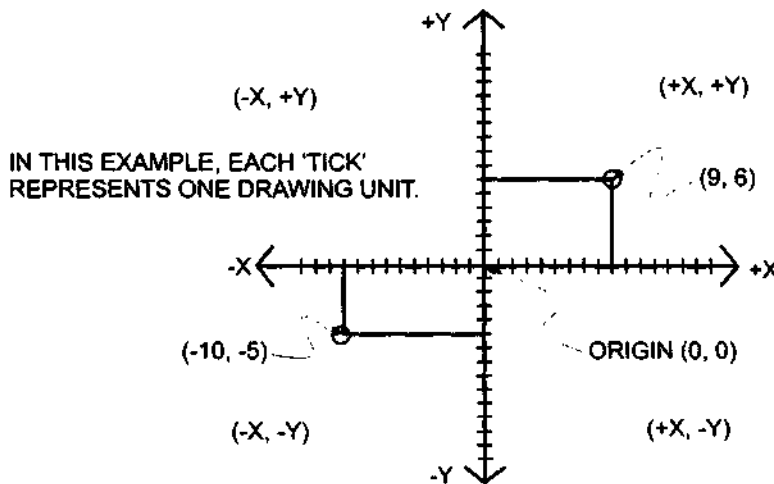 +Y
(-X, +Y)
(+X, +Y)
IN THIS EXAMPLE, EACH 'TICK'
REPRESENTS ONE DRAWING UNIT.
(9, 6)
-X
+X
(-10, -5)
ORIGIN (0, 0)
(-X, -Y)
(+X, -Y)
-Y